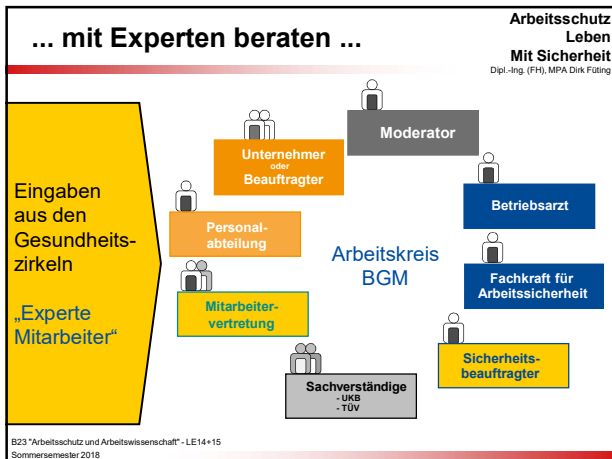 ... mit Experten beraten ...
Arbeitsschutz
Leben
Mit Sicherheit
Dipl.-Ing. (FH), MPA Dirk Füting
Moderator
Unternehmer
oder
Beauftragter
Betriebsarzt
Eingaben
aus den
Gesundheits-
zirkeln
„Experte
Mitarbeiter“
Personal-
abteilung
Arbeitskreis
BGM
Fachkraft für
Arbeitssicherheit
Mitarbeiter-
vertretung
Sicherheits-
beauftragter
Sachverständige
- UKB
- TÜV
B23 "Arbeitsschutz und Arbeitswissenschaft" - LE14+15
Sommersemester 2018